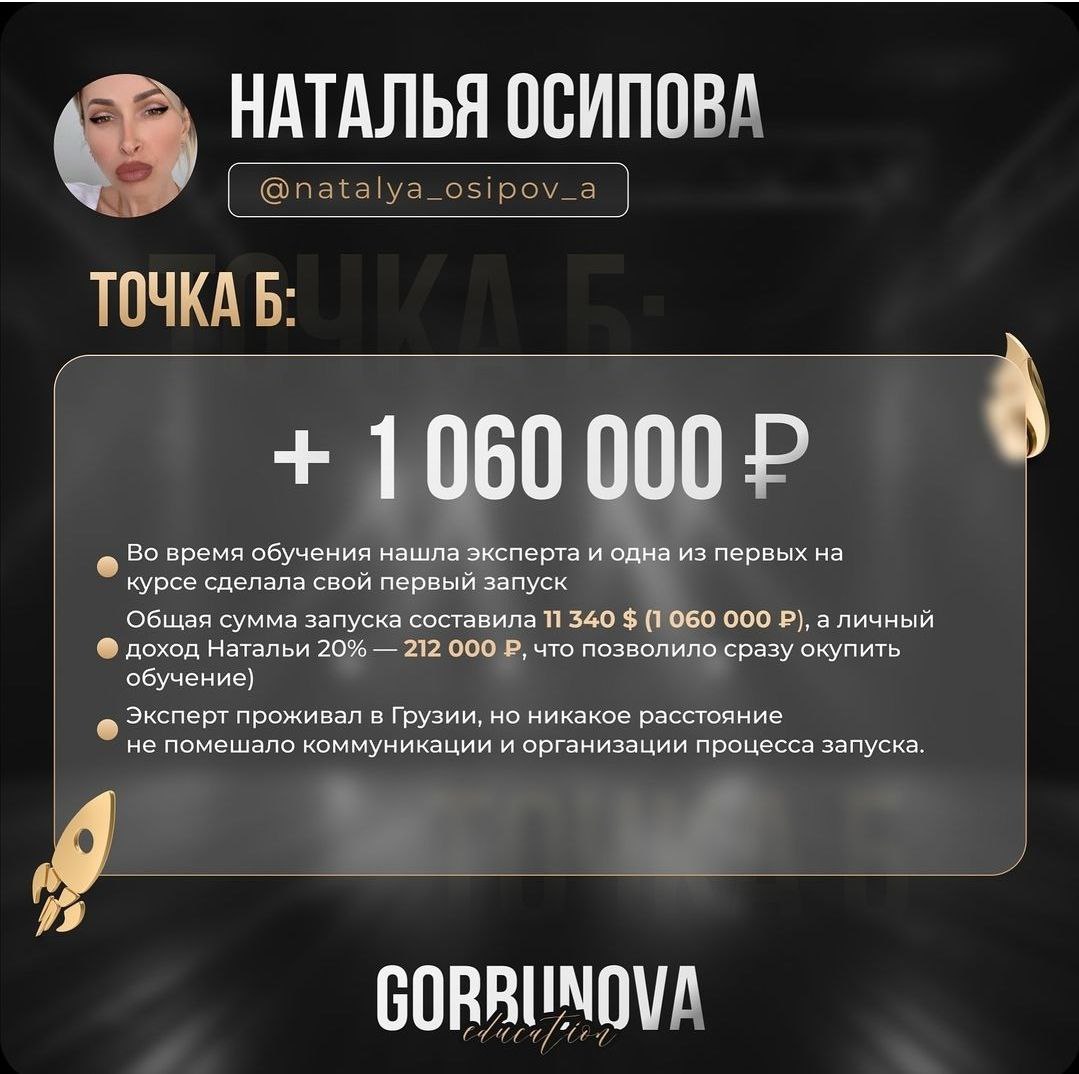 НАТАЛЬЯ ОСИПОВА
@natalya_osipov_a
ТОЧКА Б:
+ 1 060 000 ₽
Во время обучения нашла эксперта и одна из первых на
курсе сделала свой первый запуск
Общая сумма запуска составила 11 340 $ (1 060 000 ₽), а личный
доход Натальи 20% — 212 000 ₽, что позволило сразу окупить
обучение)
Эксперт проживал в Грузии, но никакое расстояние
не помешало коммуникации и организации процесса запуска.
GORBUNOVA
education